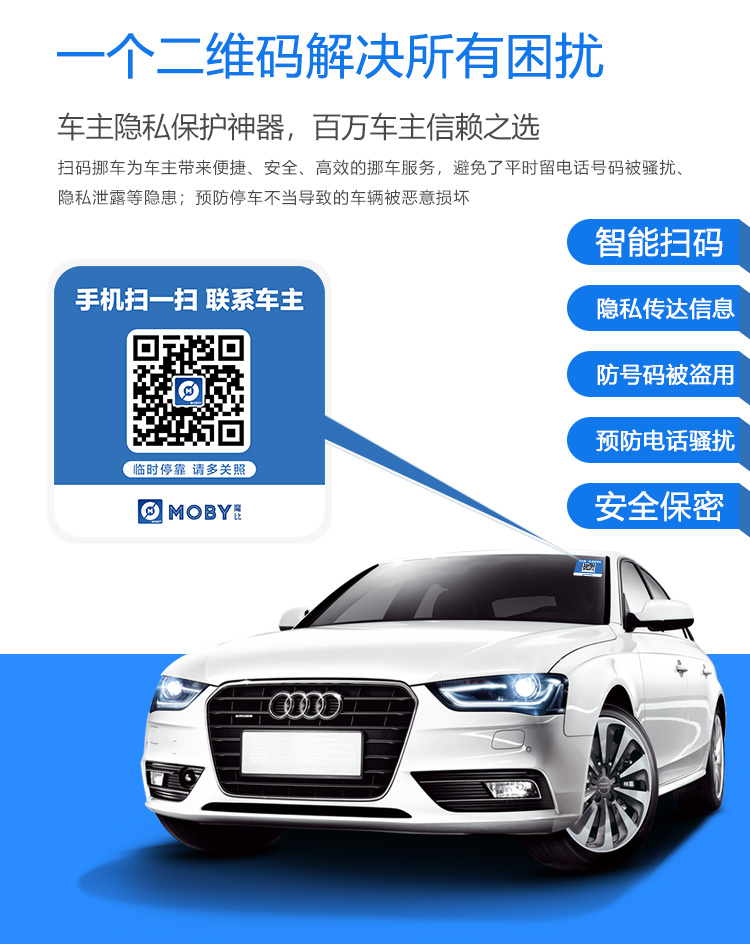 一个二维码解决所有困扰
车主隐私保护神器，百万车主信赖之选
扫码挪车为车主带来便捷、安全、高效的挪车服务，避免了平时留电话号码被骚扰、
隐私泄露等隐患；预防停车不当导致的车辆被恶意损坏
智能扫码
隐私传达信息
防号码被盗用
预防电话骚扰
安全保密
手机扫一扫 联系车主
临时停靠 请多关照
MOBY魔比